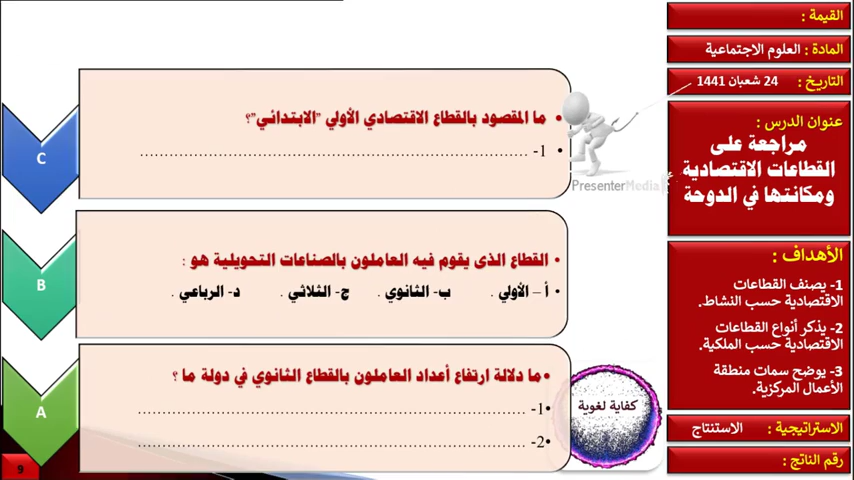 القيمة :
المادة : العلوم الاجتماعية
التاريخ : 24 شعبان 1441
عنوان الدرس :
مراجعة على
القطاعات الاقتصادية
ومكانتها في الدوحة
الأهداف :
1- يصنف القطاعات
الاقتصادية حسب النشاط.
2- يذكر أنواع القطاعات
الاقتصادية حسب الملكية.
3- يوضح سمات منطقة
الأعمال المركزية.
الاستراتيجية : الاستنتاج
رقم الناتج :
C
• ما المقصود بالقطاع الاقتصادي الأولي "الابتدائي"؟
• 1- ................................................................
PresenterMedia
B
• القطاع الذى يقوم فيه العاملون بالصناعات التحويلية هو :
• أ – الأولي . ب- الثانوي . ج- الثلاثي . د- الرباعي .
A
• ما دلالة ارتفاع أعداد العاملون بالقطاع الثانوي في دولة ما ؟
• 1- ................................................................
• 2- ................................................................
كفاية لغوية
9